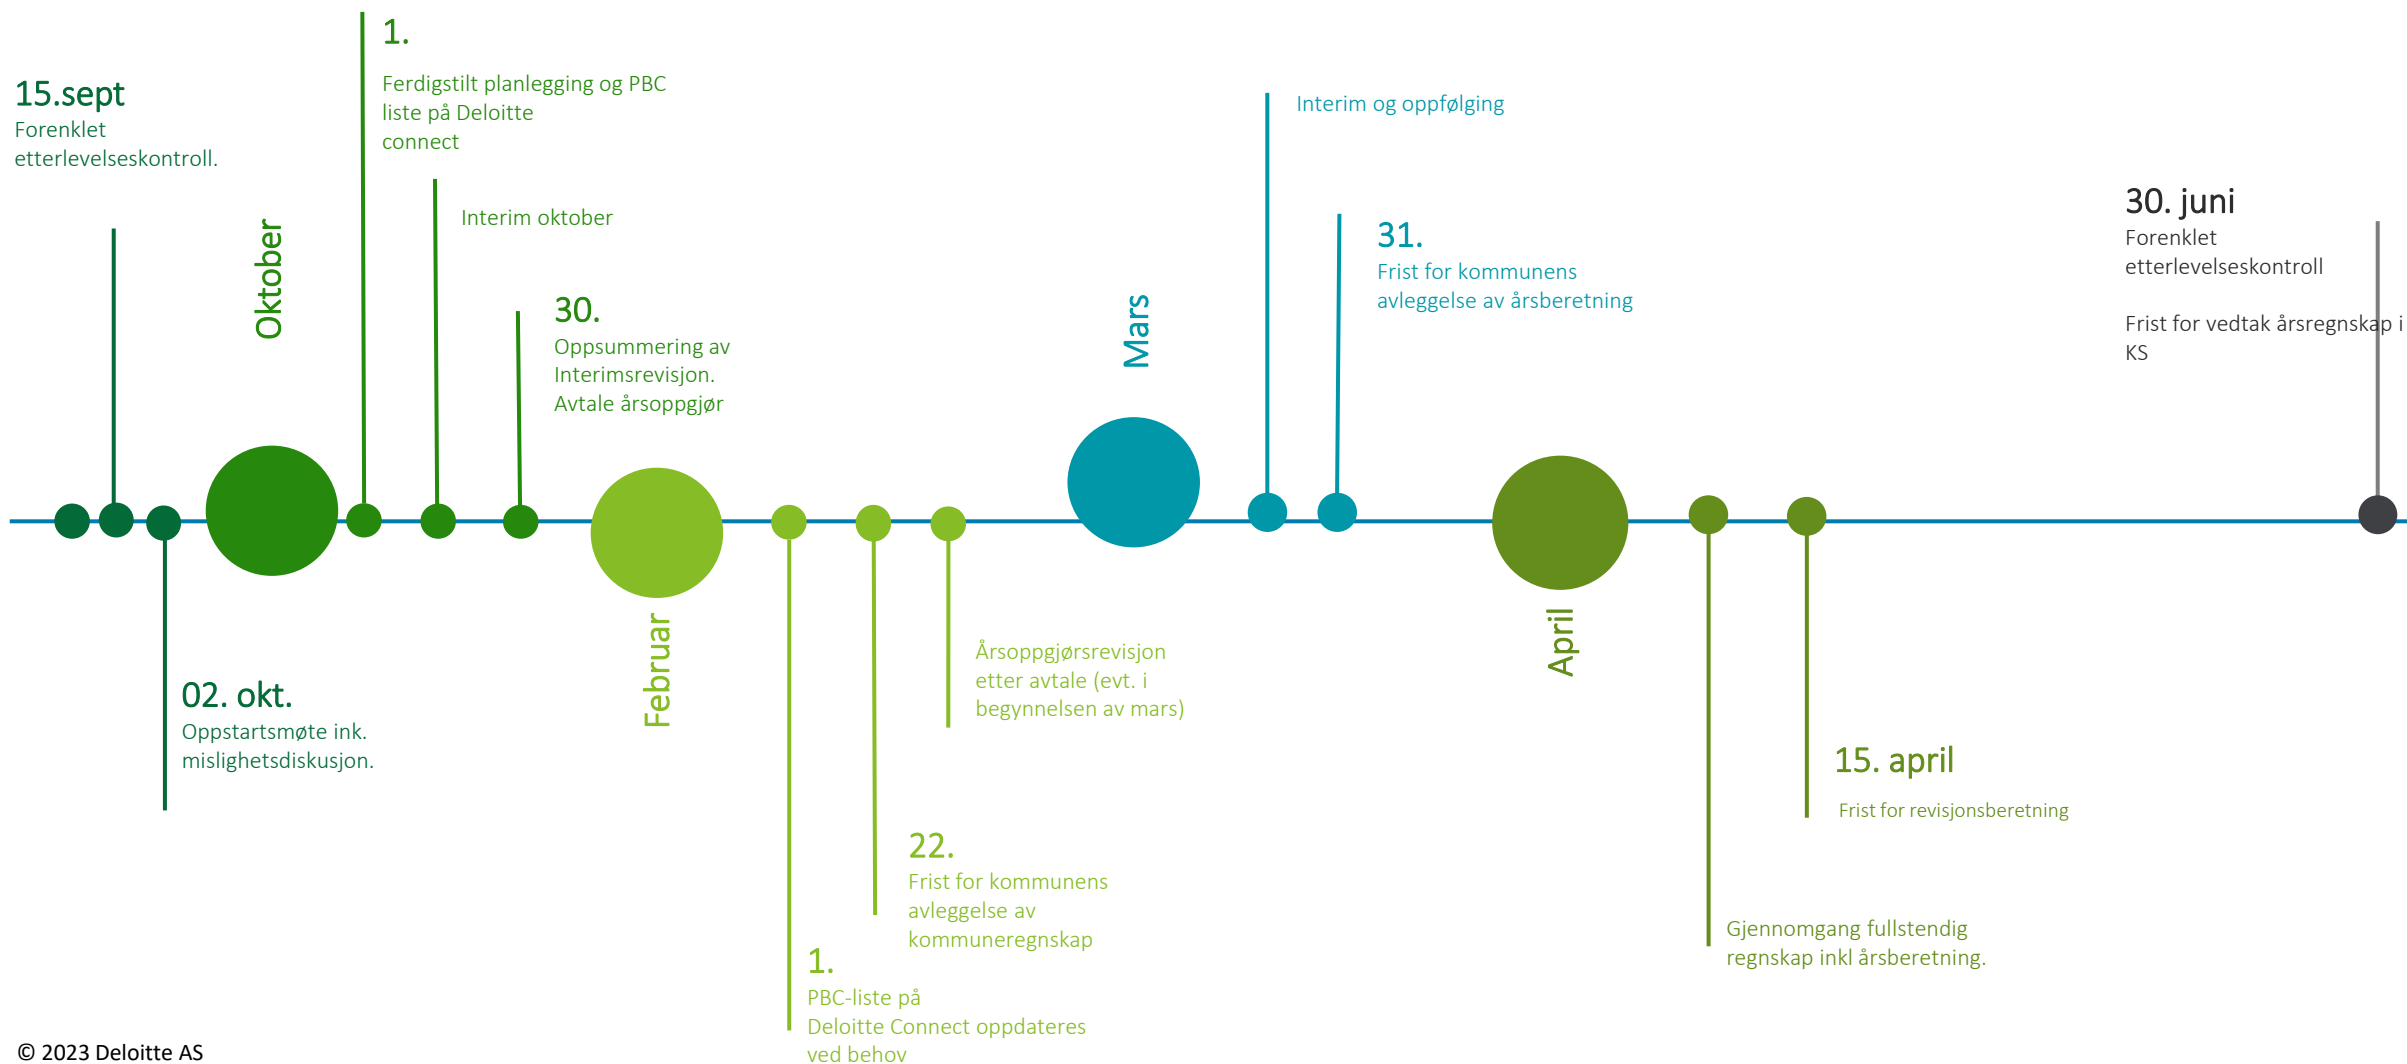 15.sept
Forenklet
etterlevelseskontroll.
02. okt.
Oppstartsmøte ink.
mislighetsdiskusjon.
Oktober
1.
Ferdigstilt planlegging og PBC
liste på Deloitte
connect
Interim oktober
30.
Oppsummering av
Interimsrevisjon.
Avtale årsoppgjør
Februar
1.
PBC-liste på
Deloitte Connect oppdateres
ved behov
22.
Frist for kommunens
avleggelse av
kommuneregnskap
Årsoppgjørsrevisjon
etter avtale (evt. i
begynnelsen av mars)
Mars
Interim og oppfølging
31.
Frist for kommunens
avleggelse av årsberetning
April
Gjennomgang fullstendig
regnskap inkl årsberetning.
15. april
Frist for revisjonsberetning
30. juni
Forenklet
etterlevelseskontroll
Frist for vedtak årsregnskap i
KS
© 2023 Deloitte AS